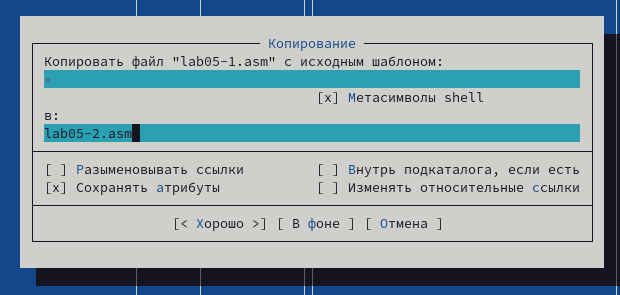 Копирование
Копировать файл "lab05-1.asm" с исходным шаблоном:
*
[x] Метасимволы shell
в:
lab05-2.asm
[ ] Разыменовывать ссылки [ ] Внутрь подкаталога, если есть
[x] Сохранять атрибуты [ ] Изменять относительные ссылки
[< Хорошо >] [ В фоне ] [ Отмена ]